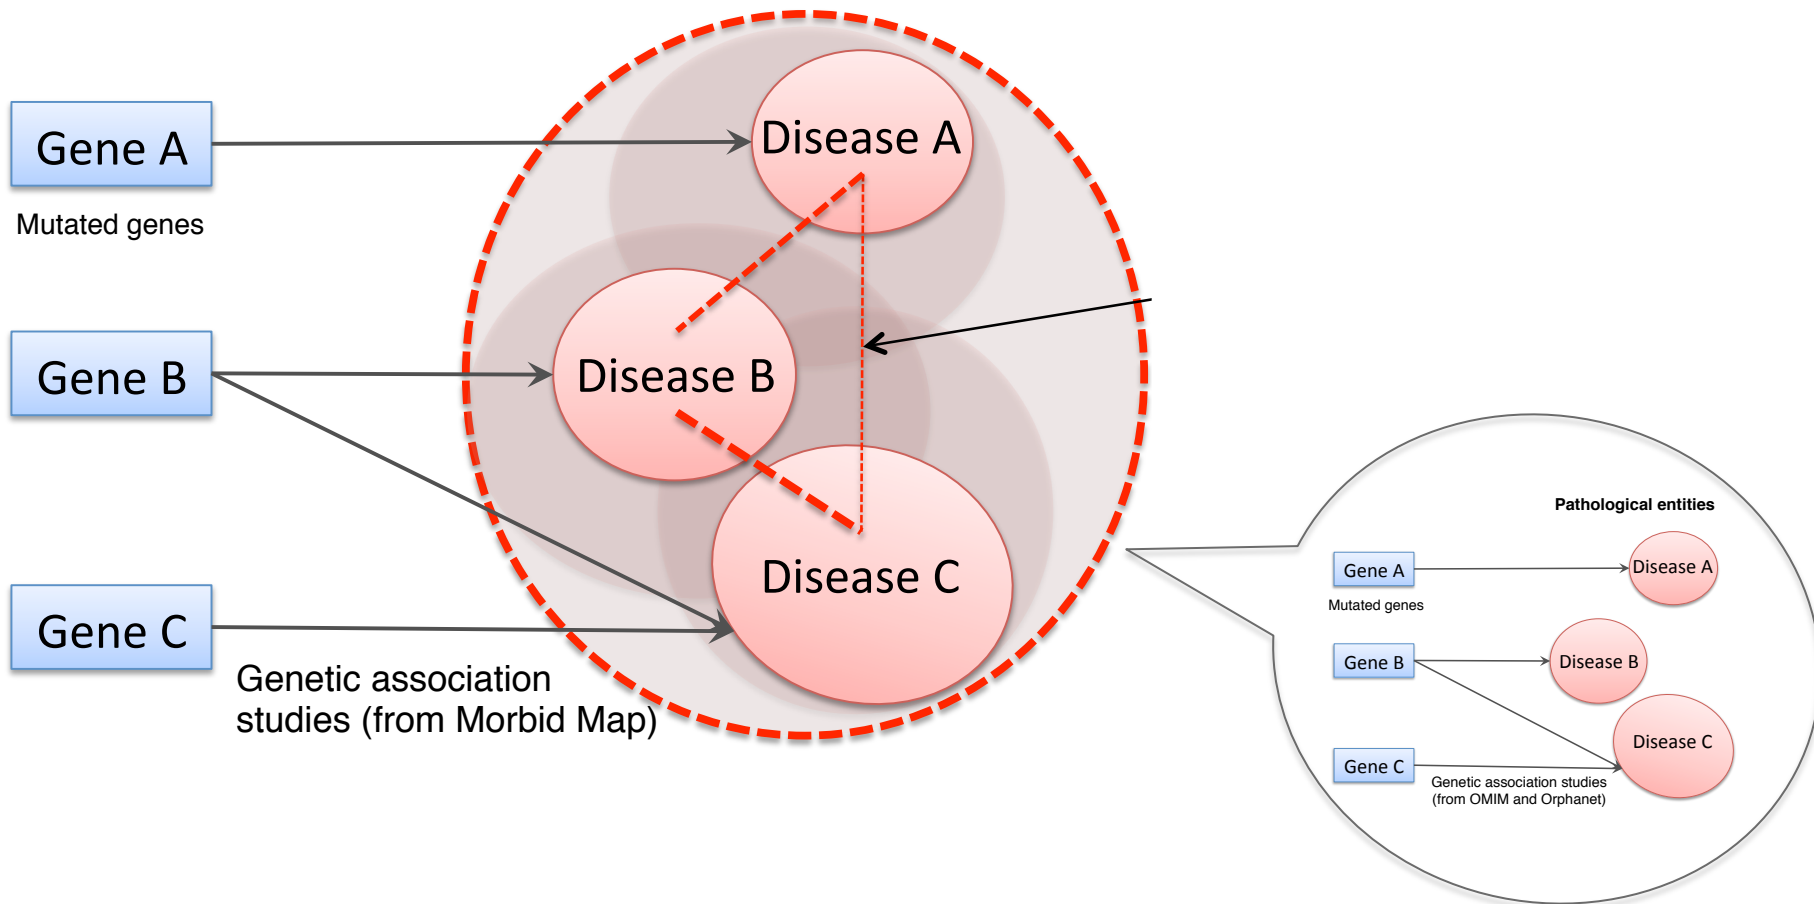 Gene A
Mutated genes
Disease A
Gene B
Disease B
Gene C
Disease C
Genetic association
studies (from Morbid Map)
Pathological entities
Gene A
Disease A
Mutated genes
Gene B
Disease B
Gene C
Disease C
Genetic association studies
(from OMIM and Orphanet)